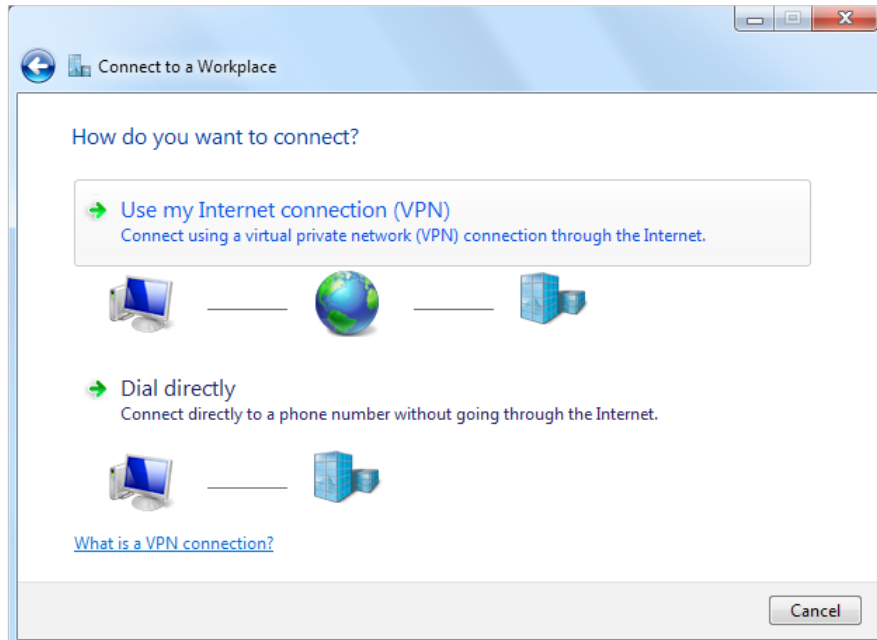 Connect to a Workplace
How do you want to connect?
Use my Internet connection (VPN)
Connect using a virtual private network (VPN) connection through the Internet.
Dial directly
Connect directly to a phone number without going through the Internet.
What is a VPN connection?
Cancel